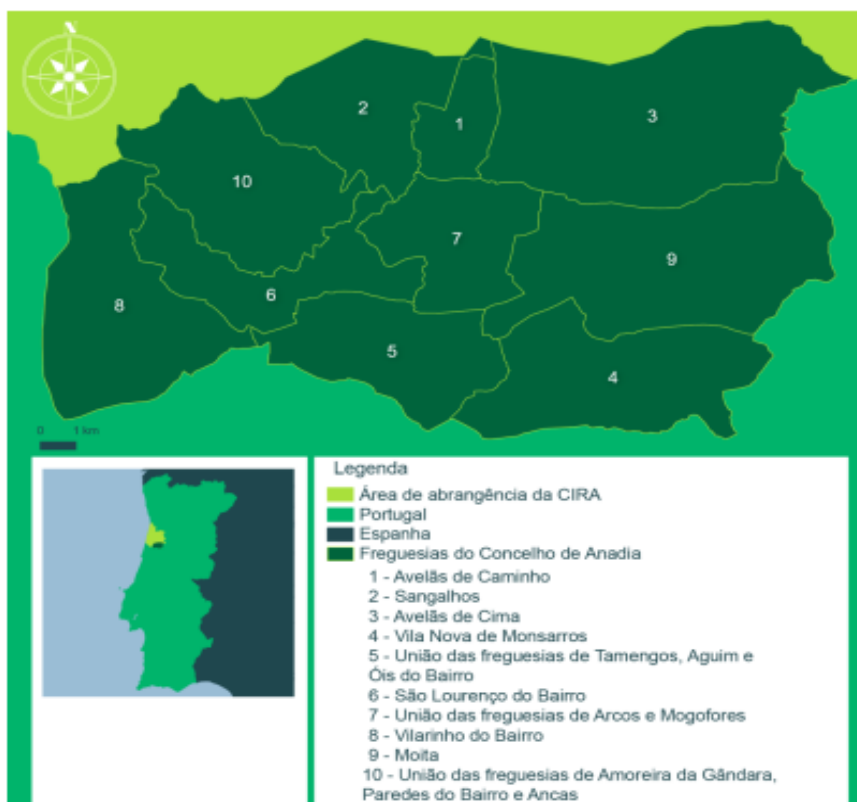 N
2
3
1
10
7
9
6
8
5
4
0 1 km
Legenda
Área de abrangência da CIRA
Portugal
Espanha
Freguesias do Concelho de Anadia
1 - Avelãs de Caminho
2 - Sangalhos
3 - Avelãs de Cima
4 - Vila Nova de Monsarros
5 - União das freguesias de Tamengos, Aguim e
Óis do Bairro
6 - São Lourenço do Bairro
7 - União das freguesias de Arcos e Mogofores
8 - Vilarinho do Bairro
9 - Moita
10 - União das freguesias de Amoreira da Gândara,
Paredes do Bairro e Ancas